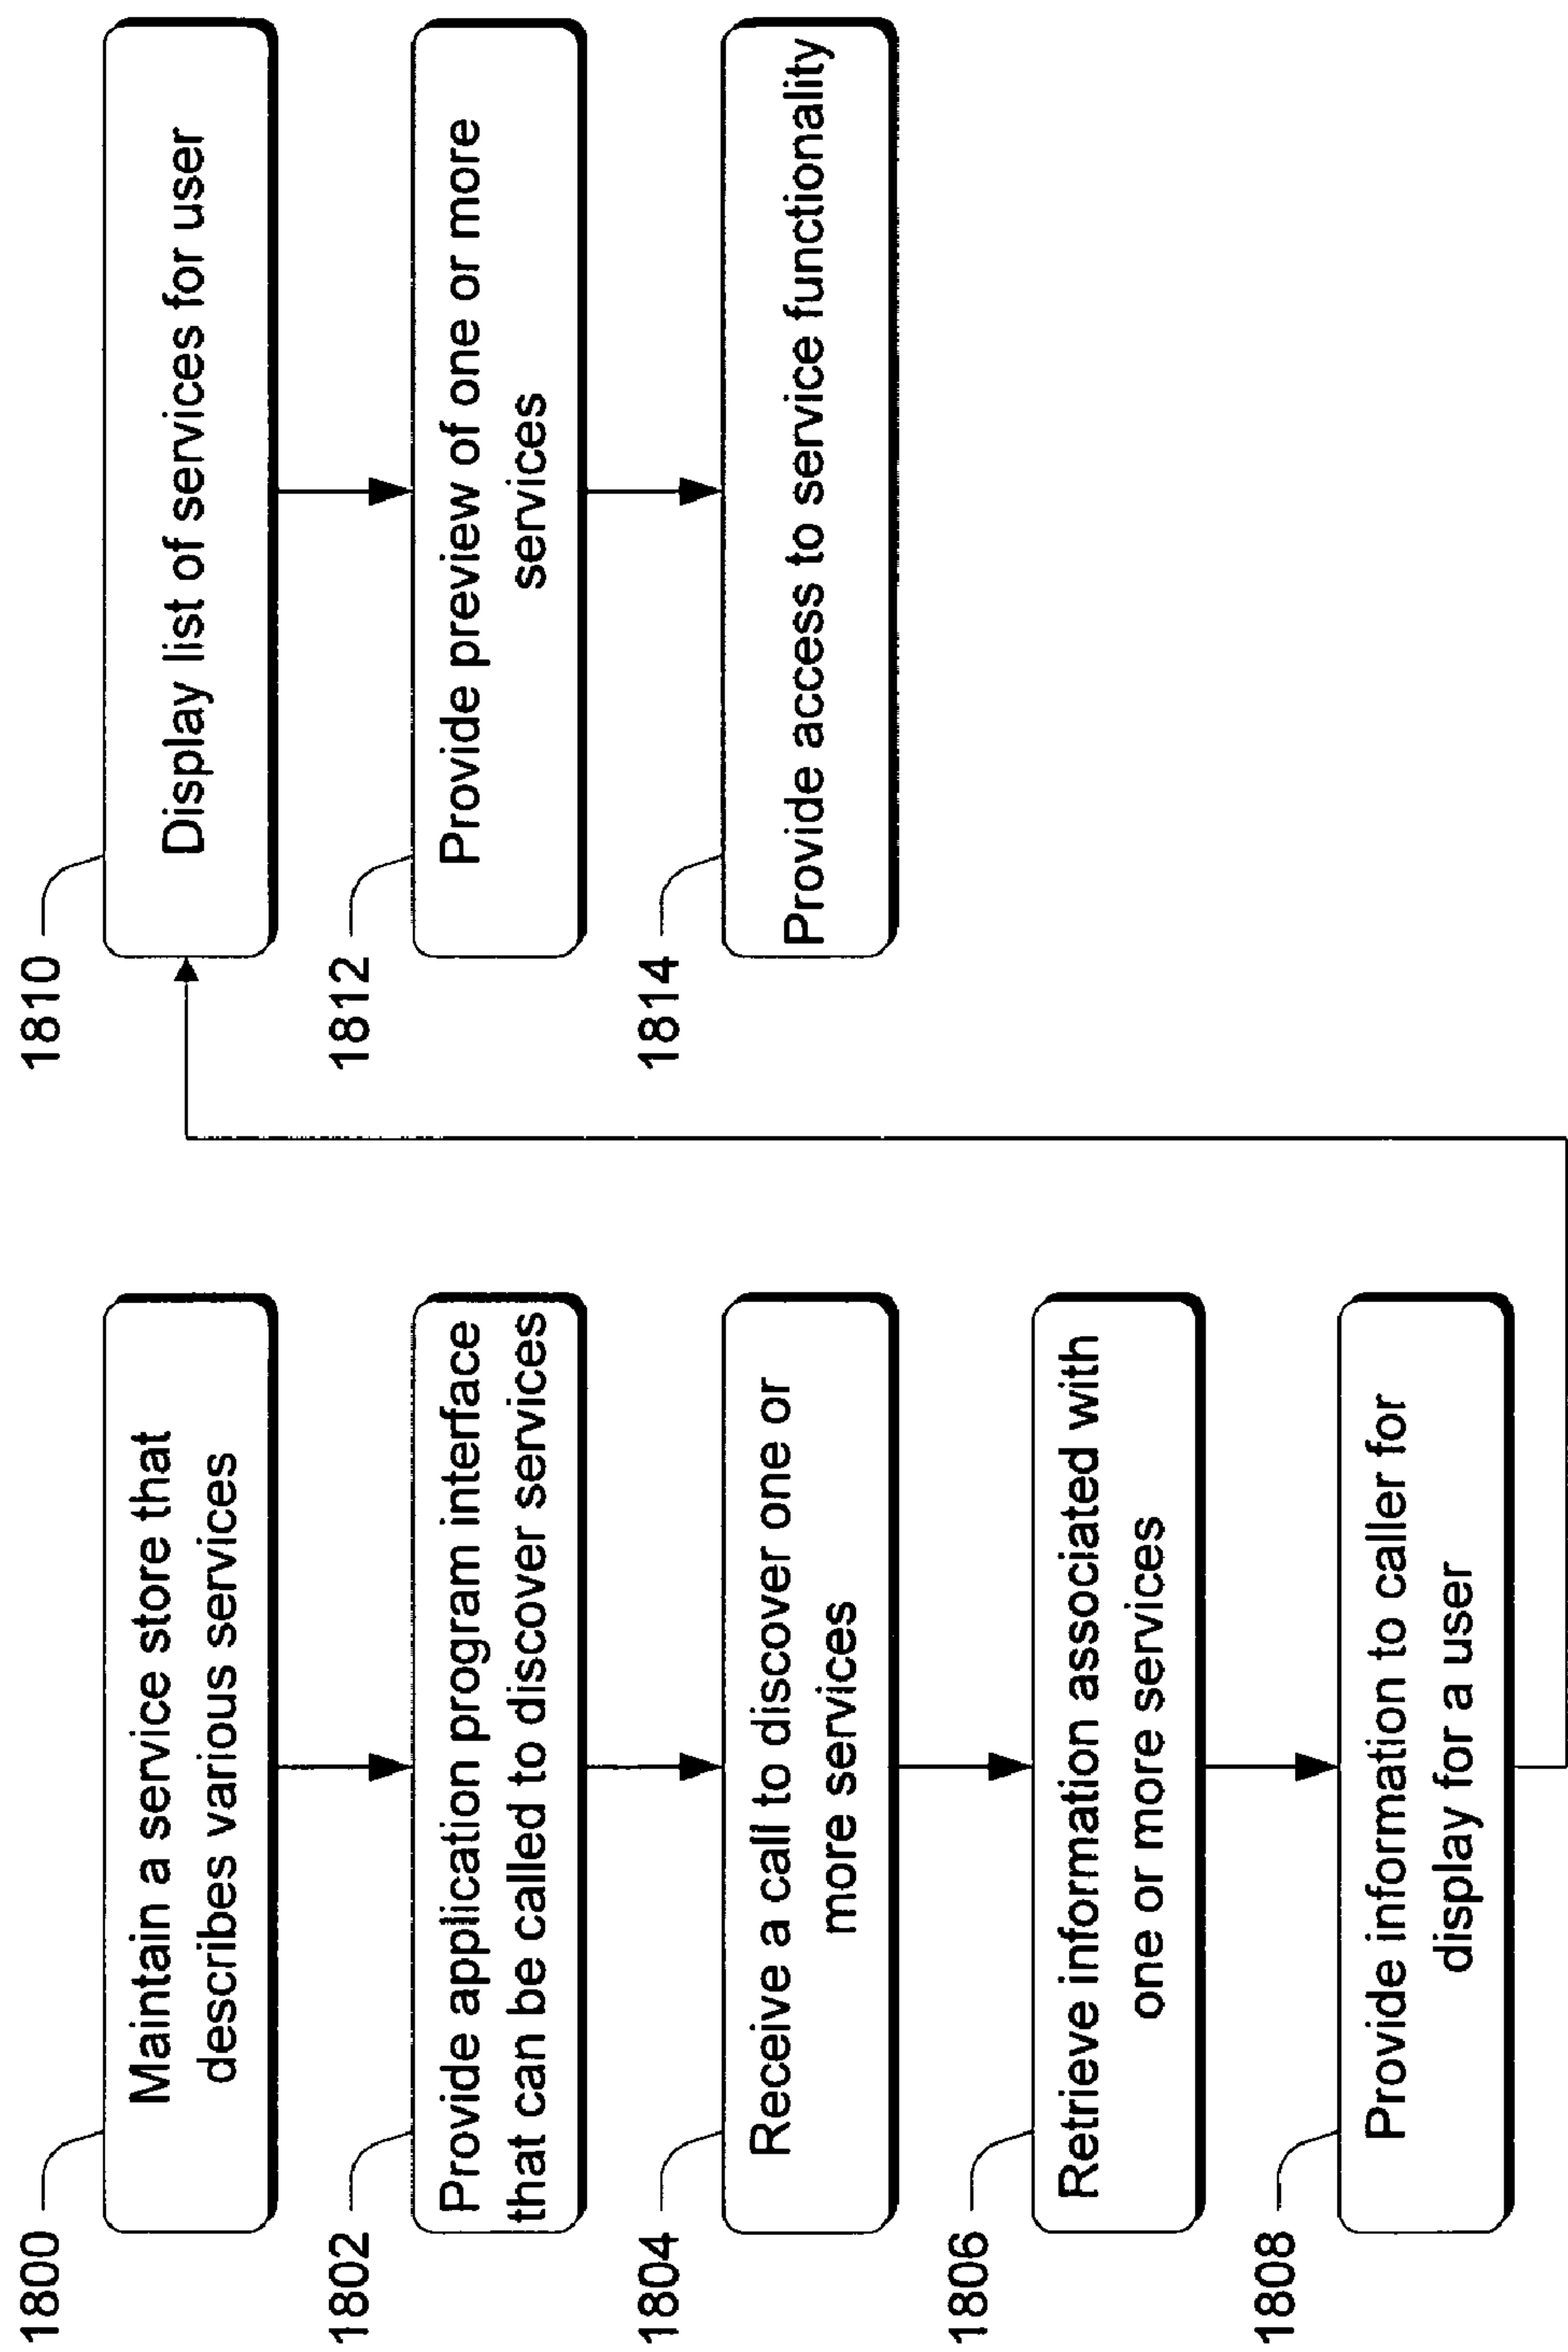 1800
Maintain a service store that
describes various services
1802
Provide application program interface
that can be called to discover services
1804
Receive a call to discover one or
more services
1806
Retrieve information associated with
one or more services
1808
Provide information to caller for
display for a user
1810
Display list of services for user
1812
Provide preview of one or more
services
1814
Provide access to service functionality